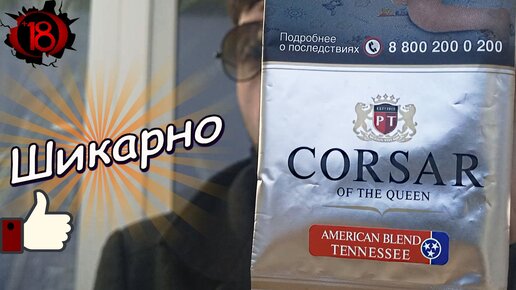 18
Шикарно
Подробнее
о последствиях
8 800 200 0 200
PT
CORSAR
OF THE QUEEN
AMERICAN BLEND
TENNESSEE